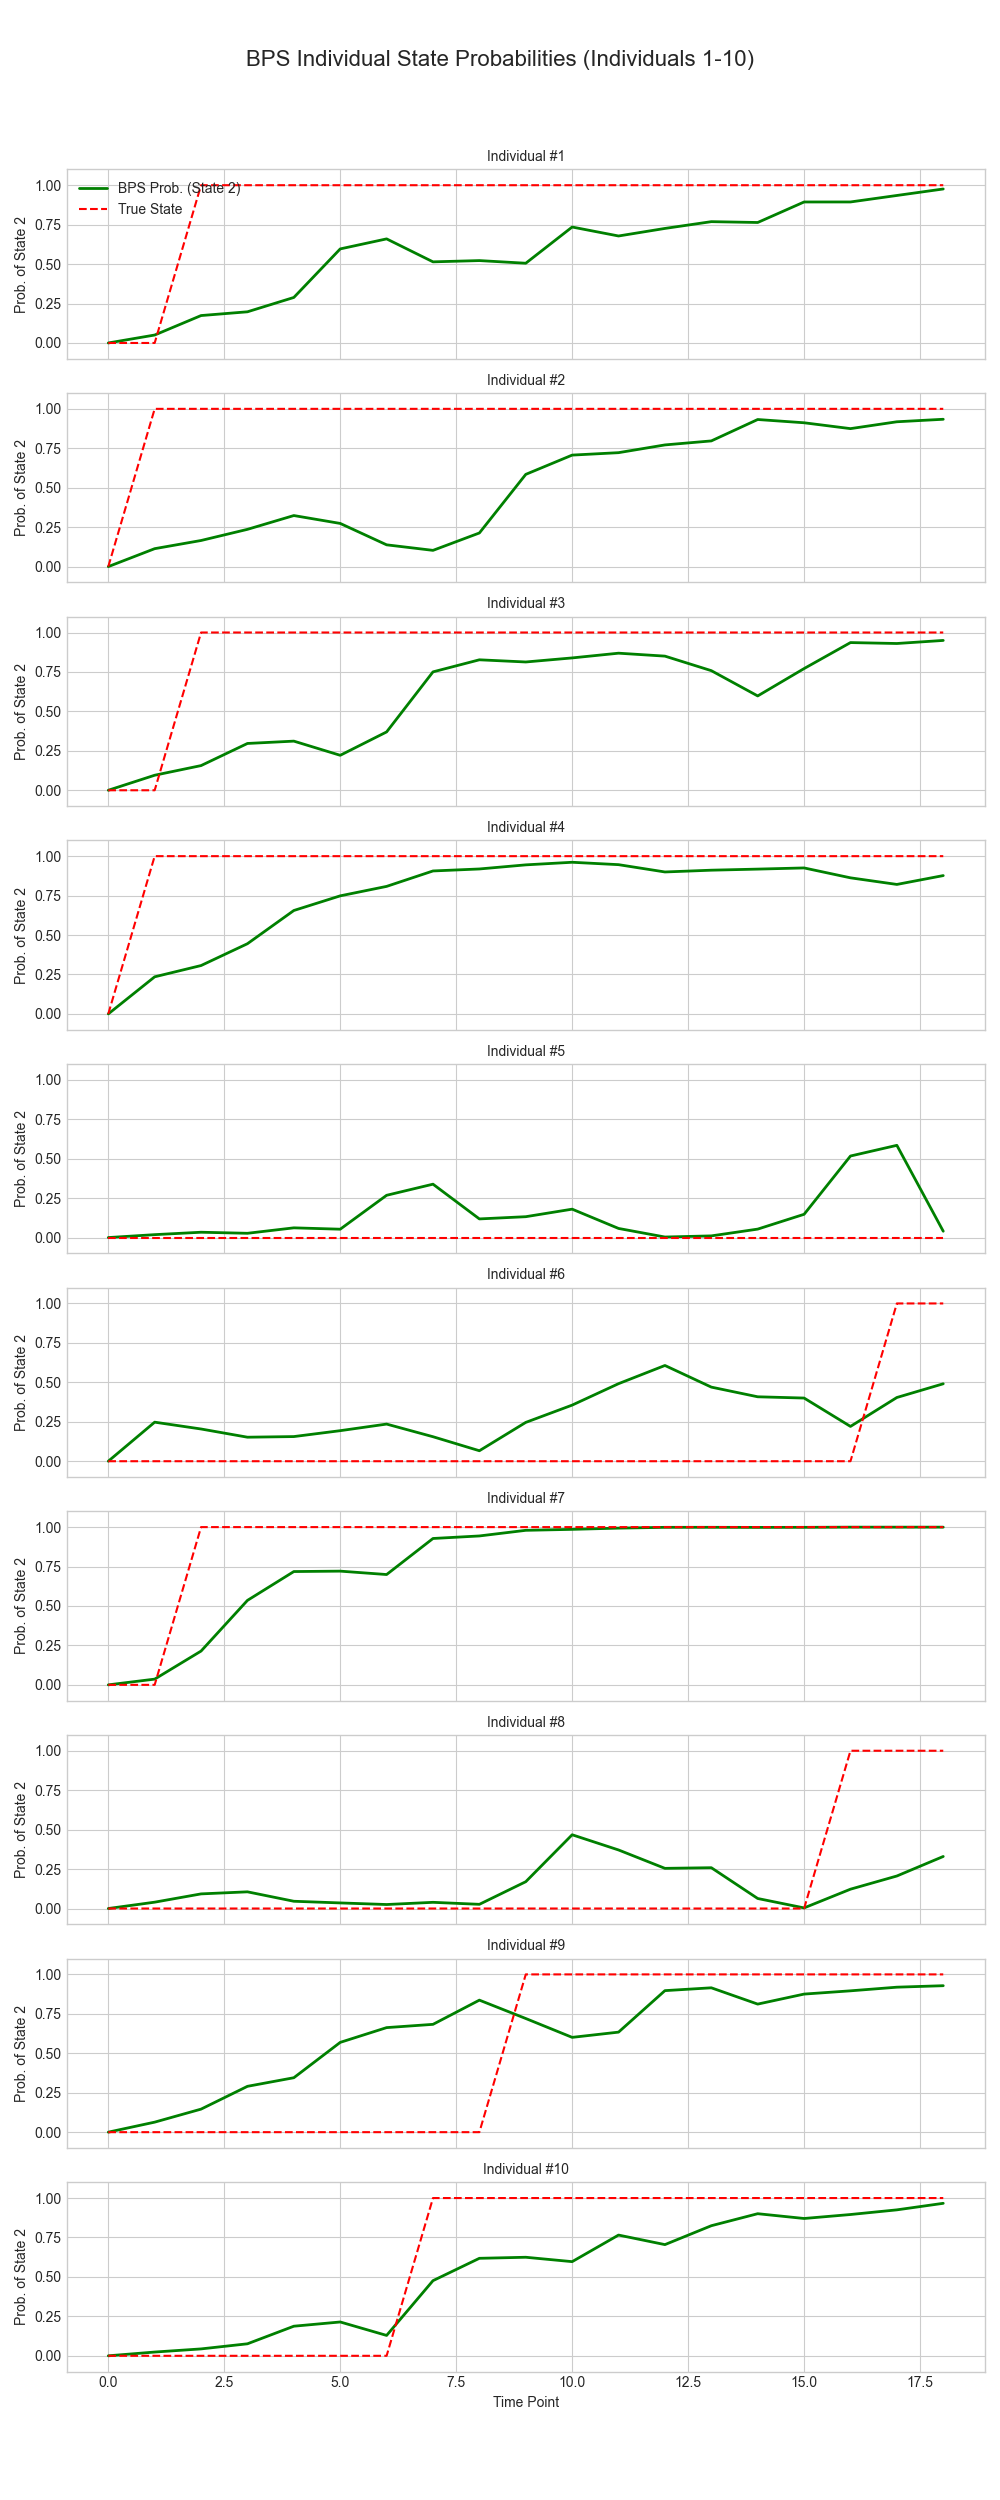 BPS Individual State Probabilities (Individuals 1-10)
Individual #1
BPS Prob. (State 2)
True State
Prob. of State 2
1.00
0.75
0.50
0.25
0.00
Individual #2
Prob. of State 2
1.00
0.75
0.50
0.25
0.00
Individual #3
Prob. of State 2
1.00
0.75
0.50
0.25
0.00
Individual #4
Prob. of State 2
1.00
0.75
0.50
0.25
0.00
Individual #5
Prob. of State 2
1.00
0.75
0.50
0.25
0.00
Individual #6
Prob. of State 2
1.00
0.75
0.50
0.25
0.00
Individual #7
Prob. of State 2
1.00
0.75
0.50
0.25
0.00
Individual #8
Prob. of State 2
1.00
0.75
0.50
0.25
0.00
Individual #9
Prob. of State 2
1.00
0.75
0.50
0.25
0.00
Individual #10
Prob. of State 2
1.00
0.75
0.50
0.25
0.00
0.0 2.5 5.0 7.5 10.0 12.5 15.0 17.5
Time Point